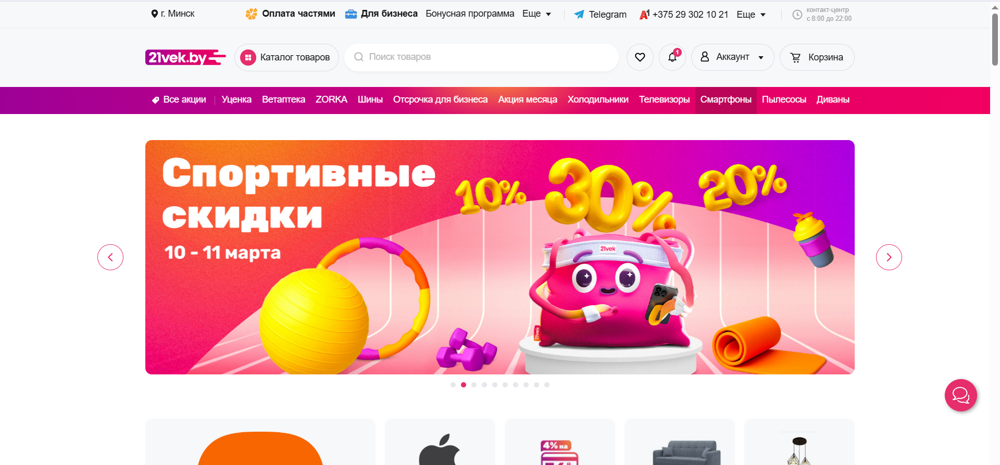 г. Минск
Оплата частями
Для бизнеса
Бонусная программа
Еще
Telegram
A1 +375 29 302 10 21
Еще
контакт-центр
с 8:00 до 22:00
21vek.by
Каталог товаров
Поиск товаров
1
Аккаунт
Корзина
Все акции
Уценка
Ветаптека
ZORKA
Шины
Отсрочка для бизнеса
Акция месяца
Холодильники
Телевизоры
Смартфоны
Пылесосы
Диваны
Спортивные
скидки
10 - 11 марта
10%
30%
20%
21vek
21vek
4% на